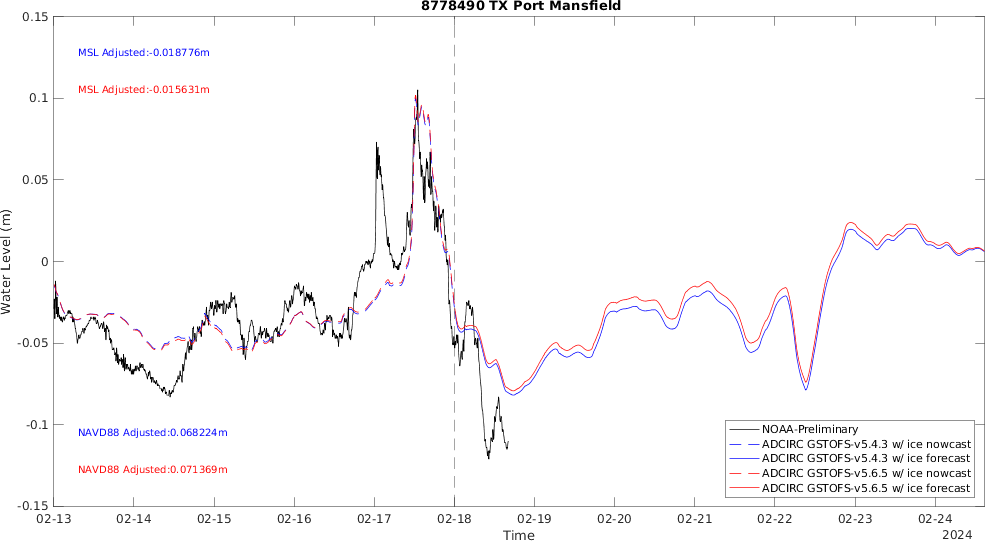 8778490 TX Port Mansfield
0.15
0.1
0.05
0
-0.05
-0.1
-0.15
Water Level (m)
MSL Adjusted:-0.018776m
MSL Adjusted:-0.015631m
NAVD88 Adjusted:0.068224m
NAVD88 Adjusted:0.071369m
NOAA-Preliminary
ADCIRC GSTOFS-v5.4.3 w/ ice nowcast
ADCIRC GSTOFS-v5.4.3 w/ ice forecast
ADCIRC GSTOFS-v5.6.5 w/ ice nowcast
ADCIRC GSTOFS-v5.6.5 w/ ice forecast
02-13 02-14 02-15 02-16 02-17 02-18 02-19 02-20 02-21 02-22 02-23 02-24
Time
2024